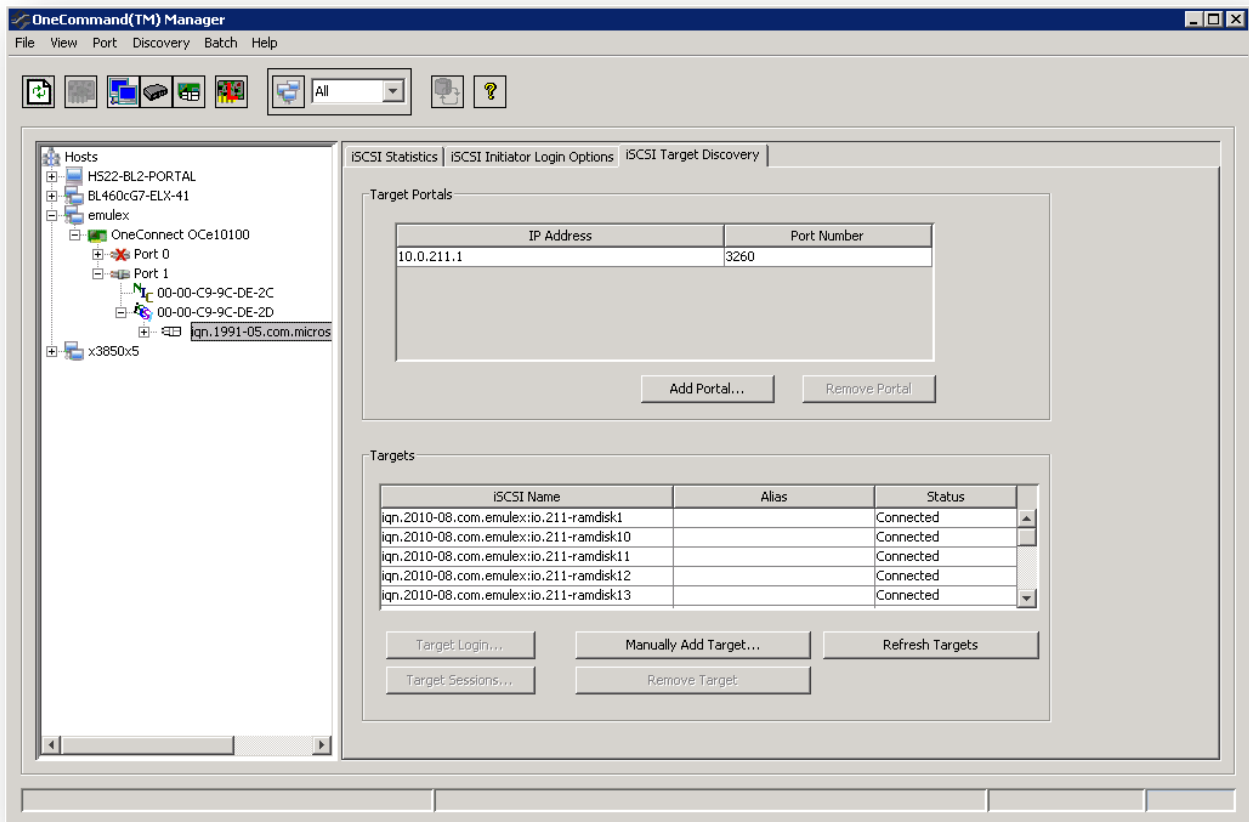 OneCommand(TM) Manager
File View Port Discovery Batch Help
All
Hosts
HS22-BL2-PORTAL
BL460cG7-ELX-41
emulex
OneConnect OCe10100
Port 0
Port 1
NIC 00-00-C9-9C-DE-2C
iS 00-00-C9-9C-DE-2D
iqn.1991-05.com.micros
x3850x5
iSCSI Statistics iSCSI Initiator Login Options iSCSI Target Discovery
Target Portals
IP Address Port Number
10.0.211.1 3260
Add Portal... Remove Portal
Targets
iSCSI Name Alias Status
iqn.2010-08.com.emulex:io.211-ramdisk1 Connected
iqn.2010-08.com.emulex:io.211-ramdisk10 Connected
iqn.2010-08.com.emulex:io.211-ramdisk11 Connected
iqn.2010-08.com.emulex:io.211-ramdisk12 Connected
iqn.2010-08.com.emulex:io.211-ramdisk13 Connected
Target Login... Manually Add Target... Refresh Targets
Target Sessions... Remove Target